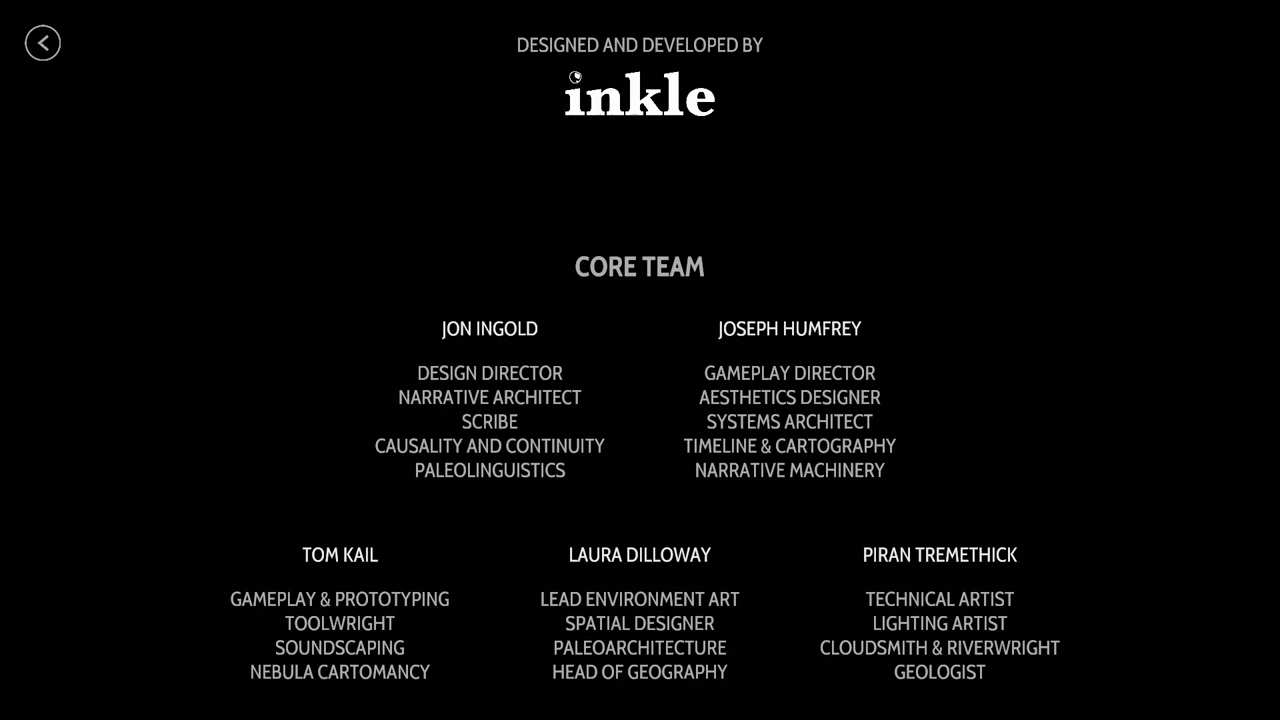 DESIGNED AND DEVELOPED BY
inkle
CORE TEAM
JON INGOLD
DESIGN DIRECTOR
NARRATIVE ARCHITECT
SCRIBE
CAUSALITY AND CONTINUITY
PALEOLINGUISTICS
JOSEPH HUMFREY
GAMEPLAY DIRECTOR
AESTHETICS DESIGNER
SYSTEMS ARCHITECT
TIMELINE & CARTOGRAPHY
NARRATIVE MACHINERY
TOM KAIL
GAMEPLAY & PROTOTYPING
TOOLWRIGHT
SOUNDSCAPING
NEBULA CARTOMANCY
LAURA DILLOWAY
LEAD ENVIRONMENT ART
SPATIAL DESIGNER
PALEOARCHITECTURE
HEAD OF GEOGRAPHY
PIRAN TREMETHICK
TECHNICAL ARTIST
LIGHTING ARTIST
CLOUDSMITH & RIVERWRIGHT
GEOLOGIST